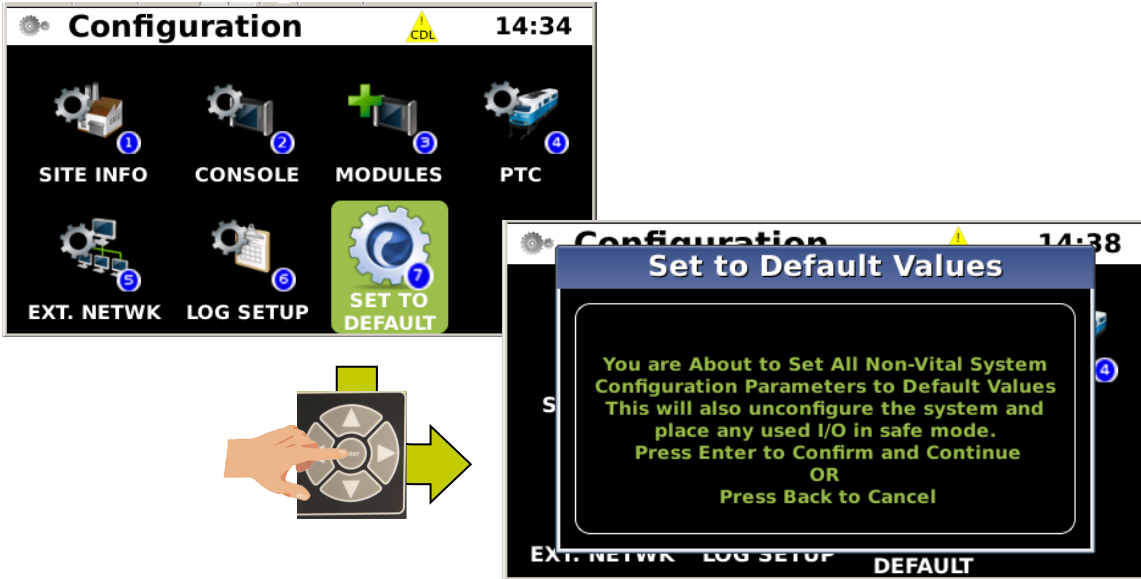 Configuration
!
CDL
14:34
1
2
3
4
SITE INFO
CONSOLE
MODULES
PTC
5
6
7
EXT. NETWK
LOG SETUP
SET TO
DEFAULT
Enter
Configuration
!
14:38
Set to Default Values
You are About to Set All Non-Vital System
Configuration Parameters to Default Values
This will also unconfigure the system and
place any used I/O in safe mode.
Press Enter to Confirm and Continue
OR
Press Back to Cancel
4
S
EXT. NETWK
LOG SETUP
DEFAULT